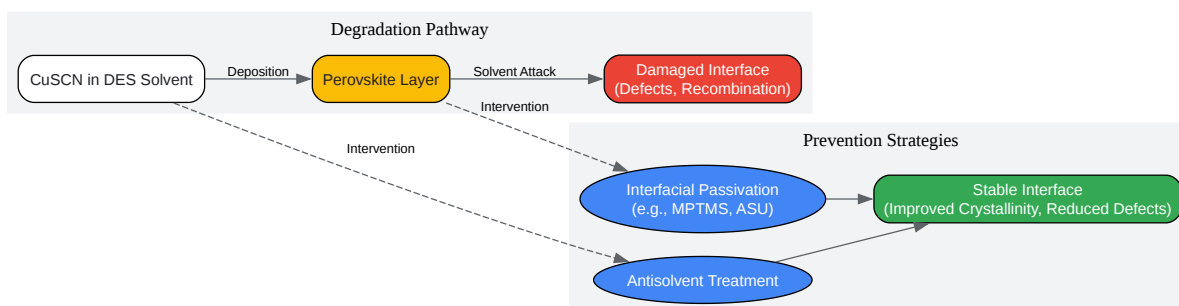 Degradation Pathway
CuSCN in DES Solvent
Deposition
Perovskite Layer
Solvent Attack
Damaged Interface
(Defects, Recombination)
Intervention
Intervention
Prevention Strategies
Interfacial Passivation
(e.g., MPTMS, ASU)
Stable Interface
(Improved Crystallinity, Reduced Defects)
Antisolvent Treatment